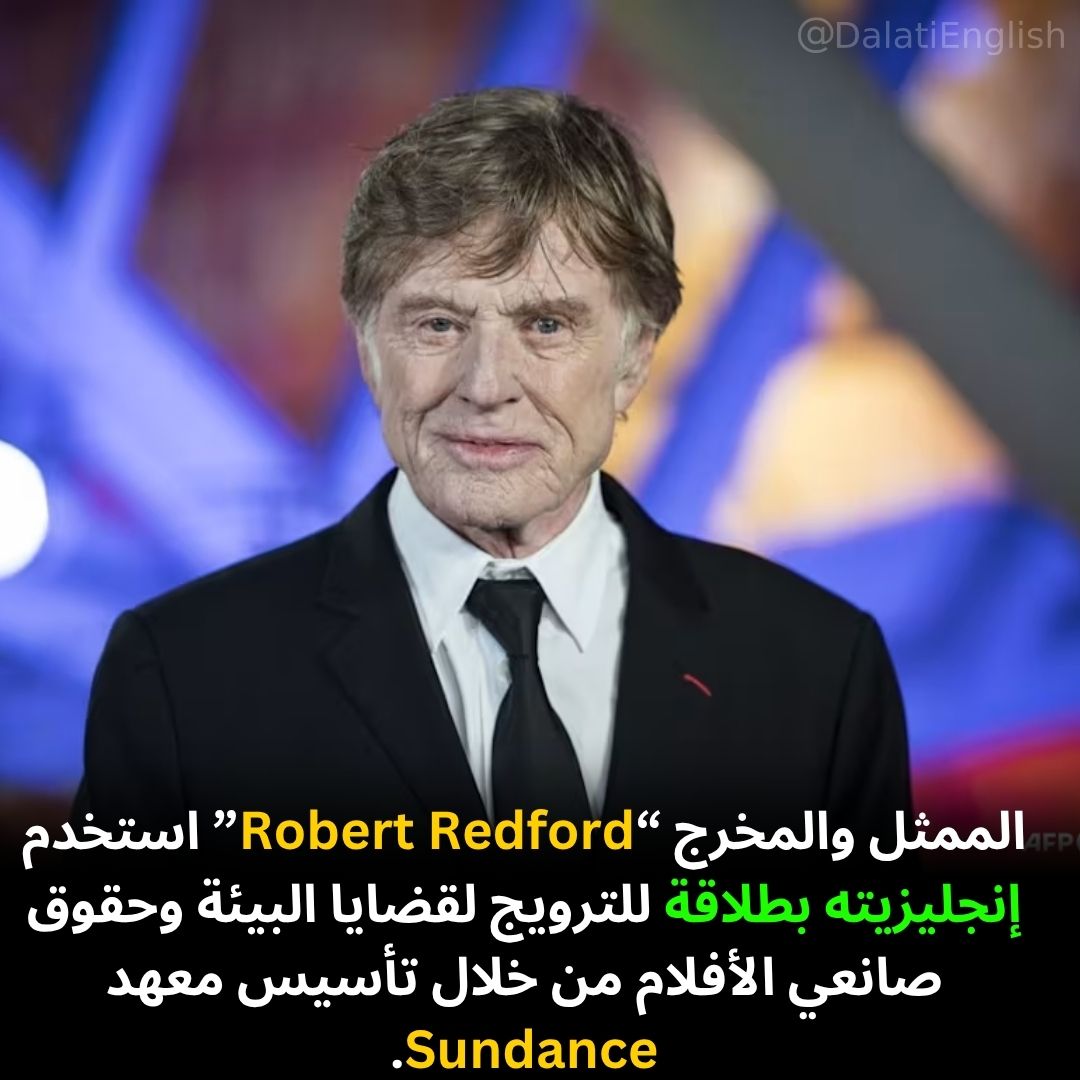 @DalatiEnglish
الممثل والمخرج “Robert Redford” استخدم
إنجليزيته بطلاقة للترويج لقضايا البيئة وحقوق
صانعي الأفلام من خلال تأسيس معهد
Sundance.